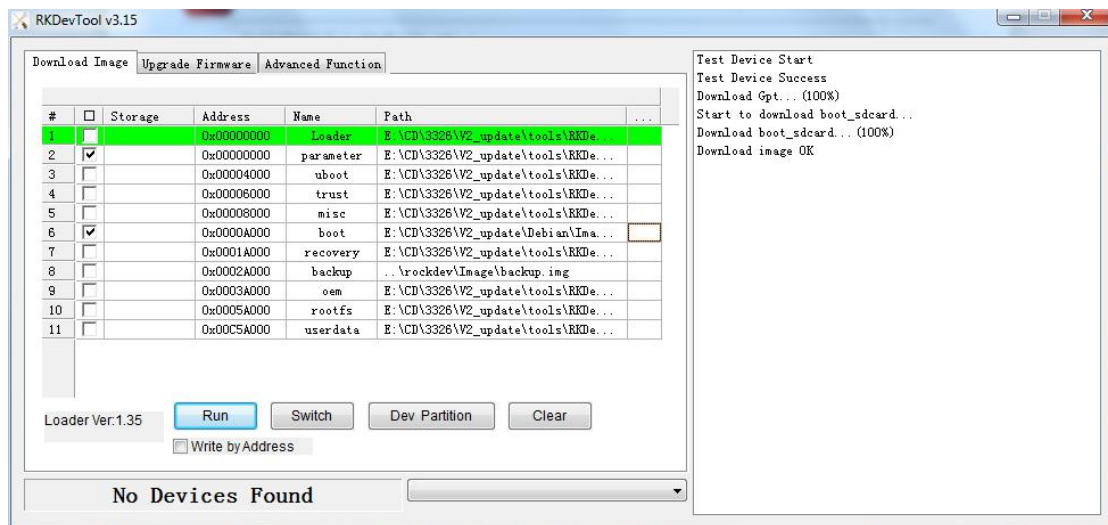 RKDevTool v3.15
Download Image Upgrade Firmware Advanced Function
# Storage Address Name Path ...
1 0x00000000 Loader E:\CD\3326\V2_update\tools\RKDe...
2 0x00000000 parameter E:\CD\3326\V2_update\tools\RKDe...
3 0x00004000 uboot E:\CD\3326\V2_update\tools\RKDe...
4 0x00006000 trust E:\CD\3326\V2_update\tools\RKDe...
5 0x00008000 misc E:\CD\3326\V2_update\tools\RKDe...
6 0x0000A000 boot E:\CD\3326\V2_update\Debian\Ima...
7 0x0001A000 recovery E:\CD\3326\V2_update\tools\RKDe...
8 0x0002A000 backup ..\rockdev\Image\backup.img
9 0x0003A000 oem E:\CD\3326\V2_update\tools\RKDe...
10 0x0005A000 rootfs E:\CD\3326\V2_update\tools\RKDe...
11 0x00C5A000 userdata E:\CD\3326\V2_update\tools\RKDe...
Loader Ver:1.35 Run Switch Dev Partition Clear
Write by Address
No Devices Found
Test Device Start
Test Device Success
Download Gpt... (100%)
Start to download boot_sdcard...
Download boot_sdcard... (100%)
Download image OK